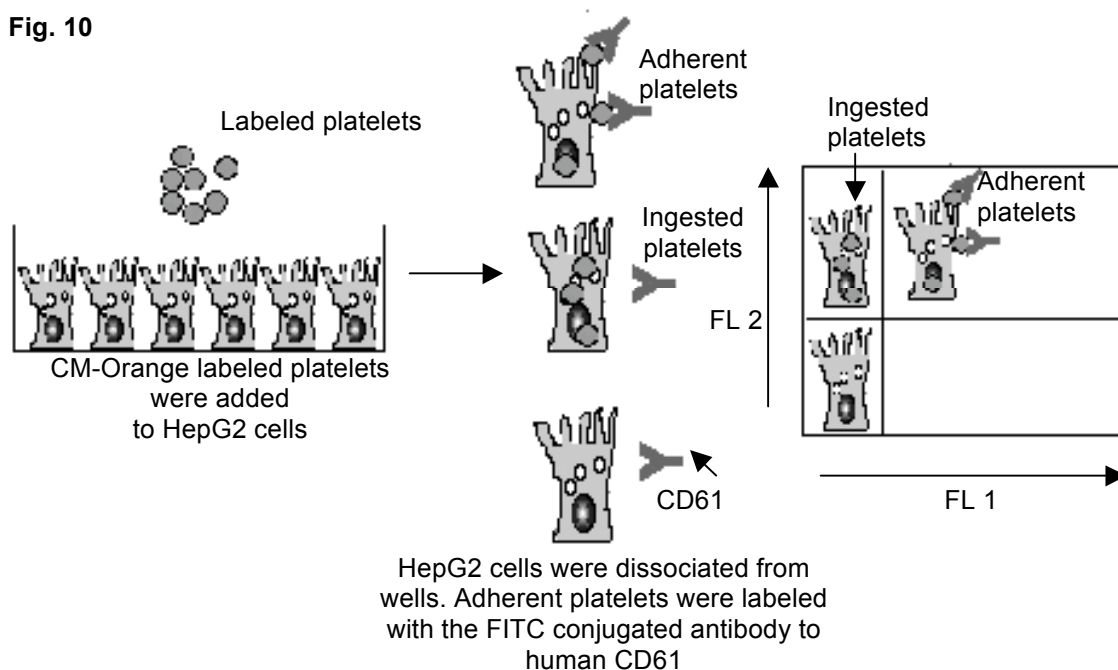 Fig. 10
Labeled platelets
CM-Orange labeled platelets
were added
to HepG2 cells
Adherent
platelets
Ingested
platelets
CD61
HepG2 cells were dissociated from
wells. Adherent platelets were labeled
with the FITC conjugated antibody to
human CD61
Ingested
platelets
Adherent
platelets
FL 2
FL 1